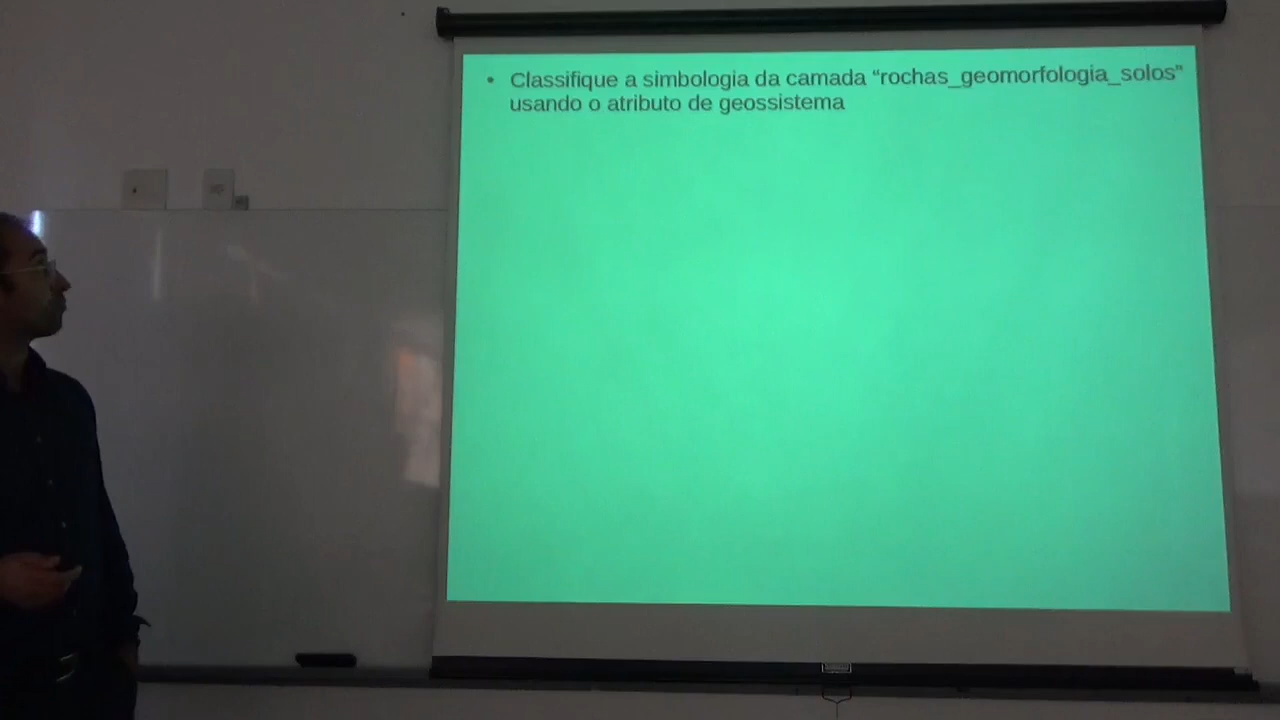 • Classifique a simbologia da camada “rochas_geomorfologia_solos”
usando o atributo de geossistema